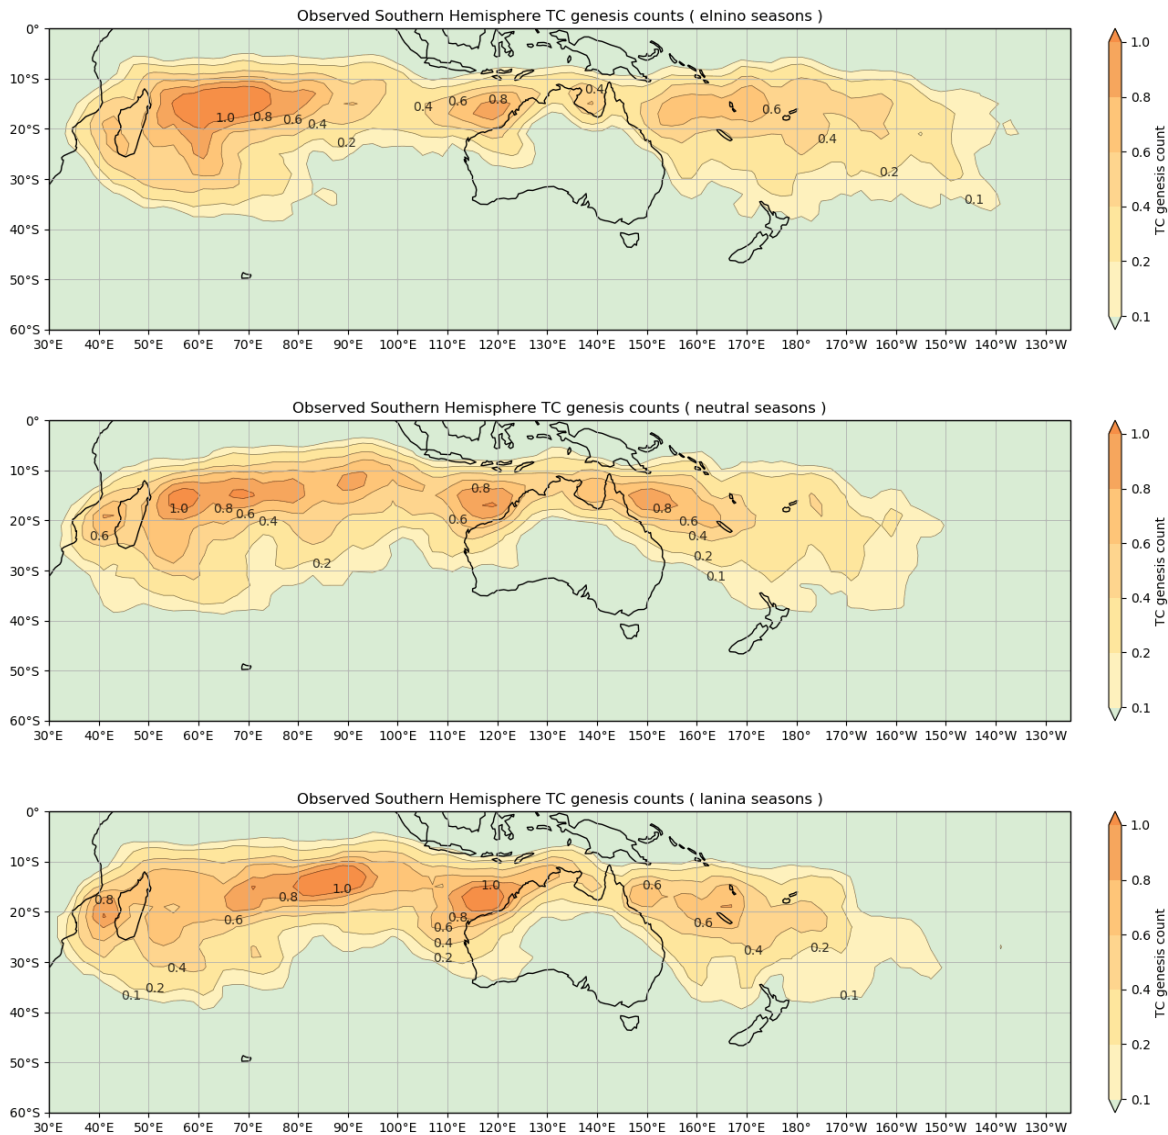 Observed Southern Hemisphere TC genesis counts ( elnino seasons )
0°
10°S
20°S
30°S
40°S
50°S
60°S
1.0
0.8
0.6
0.4
0.2
0.4
0.6
0.8
0.4
0.6
0.4
0.2
0.1
30°E 40°E 50°E 60°E 70°E 80°E 90°E 100°E 110°E 120°E 130°E 140°E 150°E 160°E 170°E 180° 170°W 160°W 150°W 140°W 130°W
1.0
0.8
0.6
0.4
0.2
0.1
TC genesis count
Observed Southern Hemisphere TC genesis counts ( neutral seasons )
0°
10°S
20°S
30°S
40°S
50°S
60°S
0.6
1.0
0.8
0.6
0.4
0.2
0.8
0.6
0.8
0.6
0.4
0.2
0.1
30°E 40°E 50°E 60°E 70°E 80°E 90°E 100°E 110°E 120°E 130°E 140°E 150°E 160°E 170°E 180° 170°W 160°W 150°W 140°W 130°W
1.0
0.8
0.6
0.4
0.2
0.1
TC genesis count
Observed Southern Hemisphere TC genesis counts ( lanina seasons )
0°
10°S
20°S
30°S
40°S
50°S
60°S
0.8
1.0
0.8
0.6
0.4
0.2
0.1
1.0
0.8
0.6
0.4
0.2
0.6
0.6
0.4
0.2
0.1
30°E 40°E 50°E 60°E 70°E 80°E 90°E 100°E 110°E 120°E 130°E 140°E 150°E 160°E 170°E 180° 170°W 160°W 150°W 140°W 130°W
1.0
0.8
0.6
0.4
0.2
0.1
TC genesis count